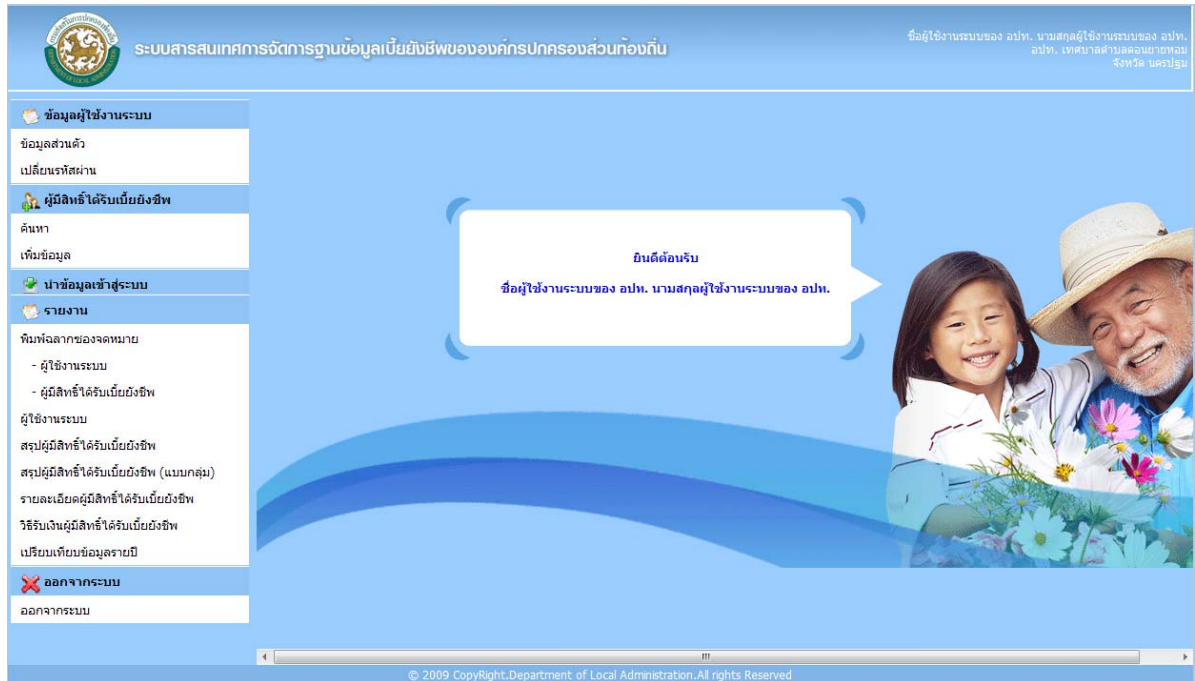 ระบบสารสนเทศการจัดการฐานข้อมูลเบี้ยยังชีพขององค์กรปกครองส่วนท้องถิ่น
ชื่อผู้ใช้งานระบบของ อปท. นามสกุลผู้ใช้งานระบบของ อปท.
อปท. เทศบาลตำบลดอนยายหอม
จังหวัด นครปฐม
ข้อมูลผู้ใช้งานระบบ
ข้อมูลส่วนตัว
เปลี่ยนรหัสผ่าน
ผู้มีสิทธิ์ได้รับเบี้ยยังชีพ
ค้นหา
เพิ่มข้อมูล
นำข้อมูลเข้าสู่ระบบ
รายงาน
พิมพ์ฉลากซองจดหมาย
- ผู้ใช้งานระบบ
- ผู้มีสิทธิ์ได้รับเบี้ยยังชีพ
ผู้ใช้งานระบบ
สรุปผู้มีสิทธิ์ได้รับเบี้ยยังชีพ
สรุปผู้มีสิทธิ์ได้รับเบี้ยยังชีพ (แบบกลุ่ม)
รายละเอียดผู้มีสิทธิ์ได้รับเบี้ยยังชีพ
วิธีรับเงินผู้มีสิทธิ์ได้รับเบี้ยยังชีพ
เปรียบเทียบข้อมูลรายปี
ออกจากระบบ
ออกจากระบบ
ยินดีต้อนรับ
ชื่อผู้ใช้งานระบบของ อปท. นามสกุลผู้ใช้งานระบบของ อปท.
© 2009 CopyRight.Department of Local Administration.All rights Reserved